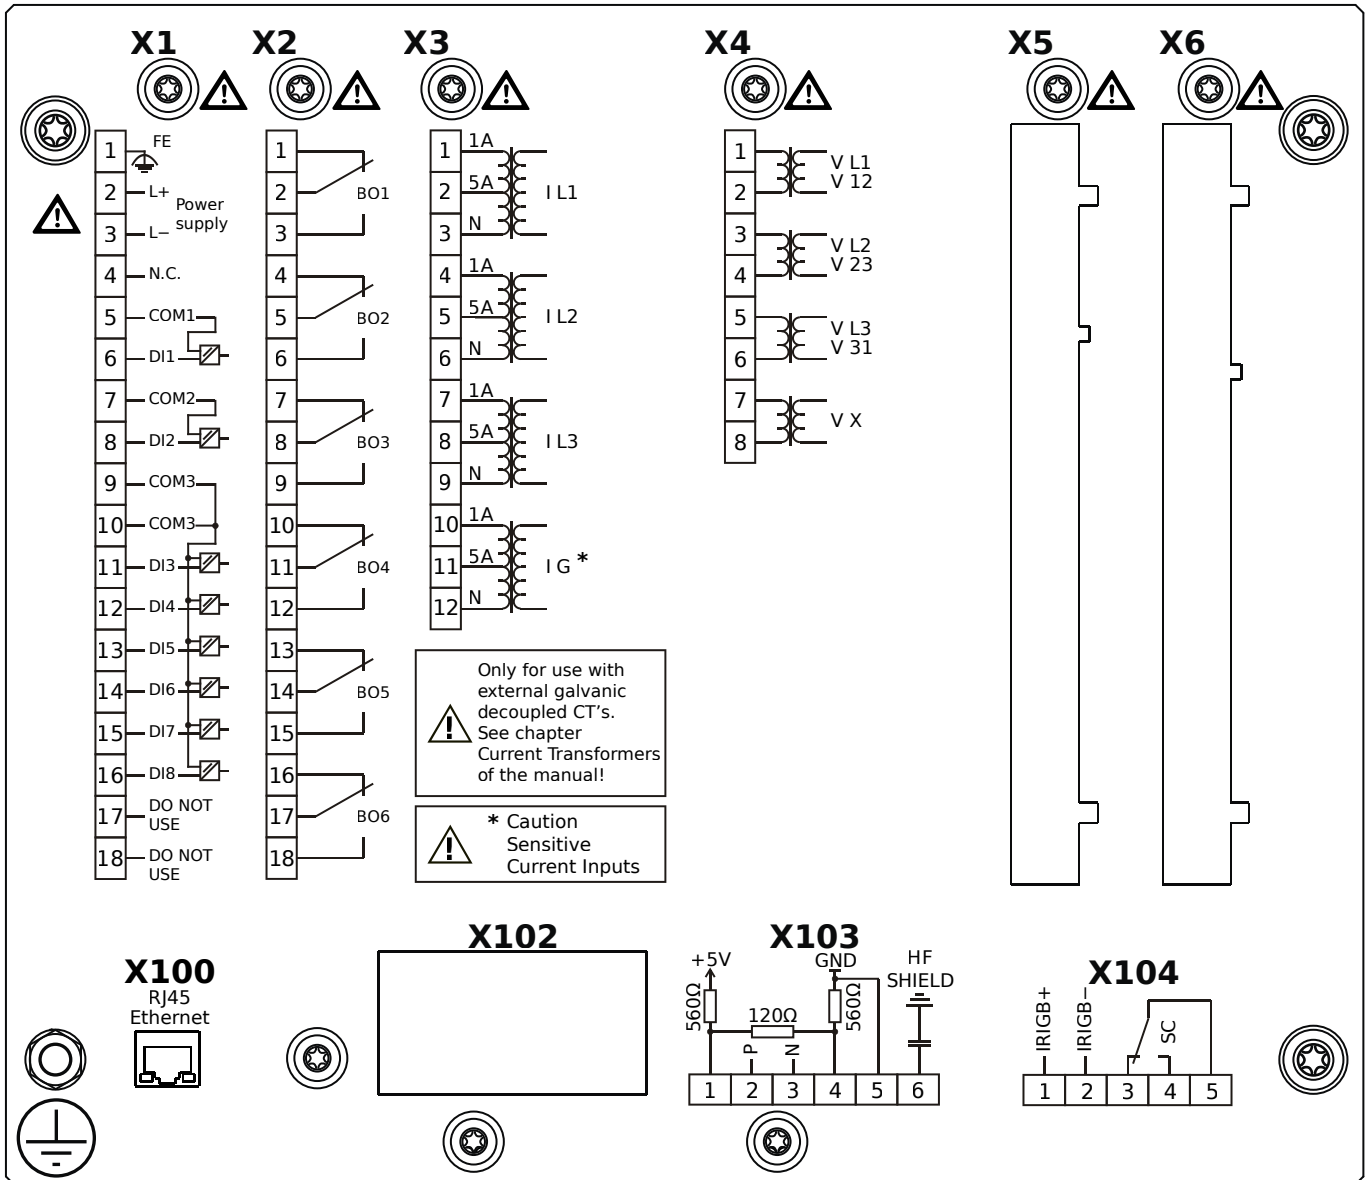 X1
X2
X3
X4
X5
X6
1
FE
2
L+
Power
supply
3
L−
4
N.C.
5
COM1
6
DI1
7
COM2
8
DI2
9
COM3
10
COM3
11
DI3
12
DI4
13
DI5
14
DI6
15
DI7
16
DI8
17
DO NOT
USE
18
DO NOT
USE
1
2
BO1
3
4
5
BO2
6
7
8
BO3
9
10
11
BO4
12
13
14
BO5
15
16
17
BO6
18
1
1A
2
5A
I L1
3
N
4
1A
5
5A
I L2
6
N
7
1A
8
5A
I L3
9
N
10
1A
11
5A
I G *
12
N
Only for use with
external galvanic
decoupled CT's.
See chapter
Current Transformers
of the manual!
* Caution
Sensitive
Current Inputs
1
V L1
2
V 12
3
V L2
4
V 23
5
V L3
6
V 31
7
V X
8
X100
RJ45
Ethernet
X102
X103
+5V
GND
HF
SHIELD
560Ω
120Ω
560Ω
P
N
1 2 3 4 5 6
X104
IRIGB+
IRIGB−
SC
1 2 3 4 5